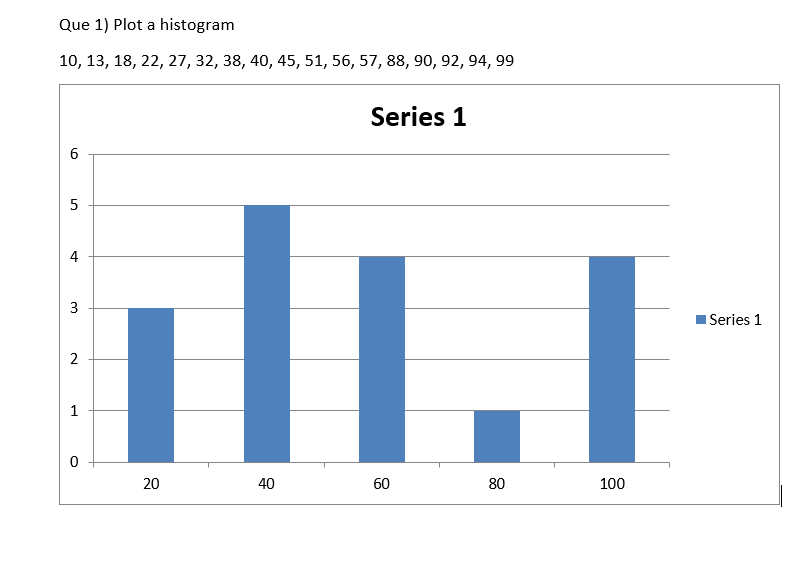 Que 1) Plot a histogram
10, 13, 18, 22, 27, 32, 38, 40, 45, 51, 56, 57, 88, 90, 92, 94, 99
Series 1
6
5
4
3
2
1
0
Series 1
20 40 60 80 100